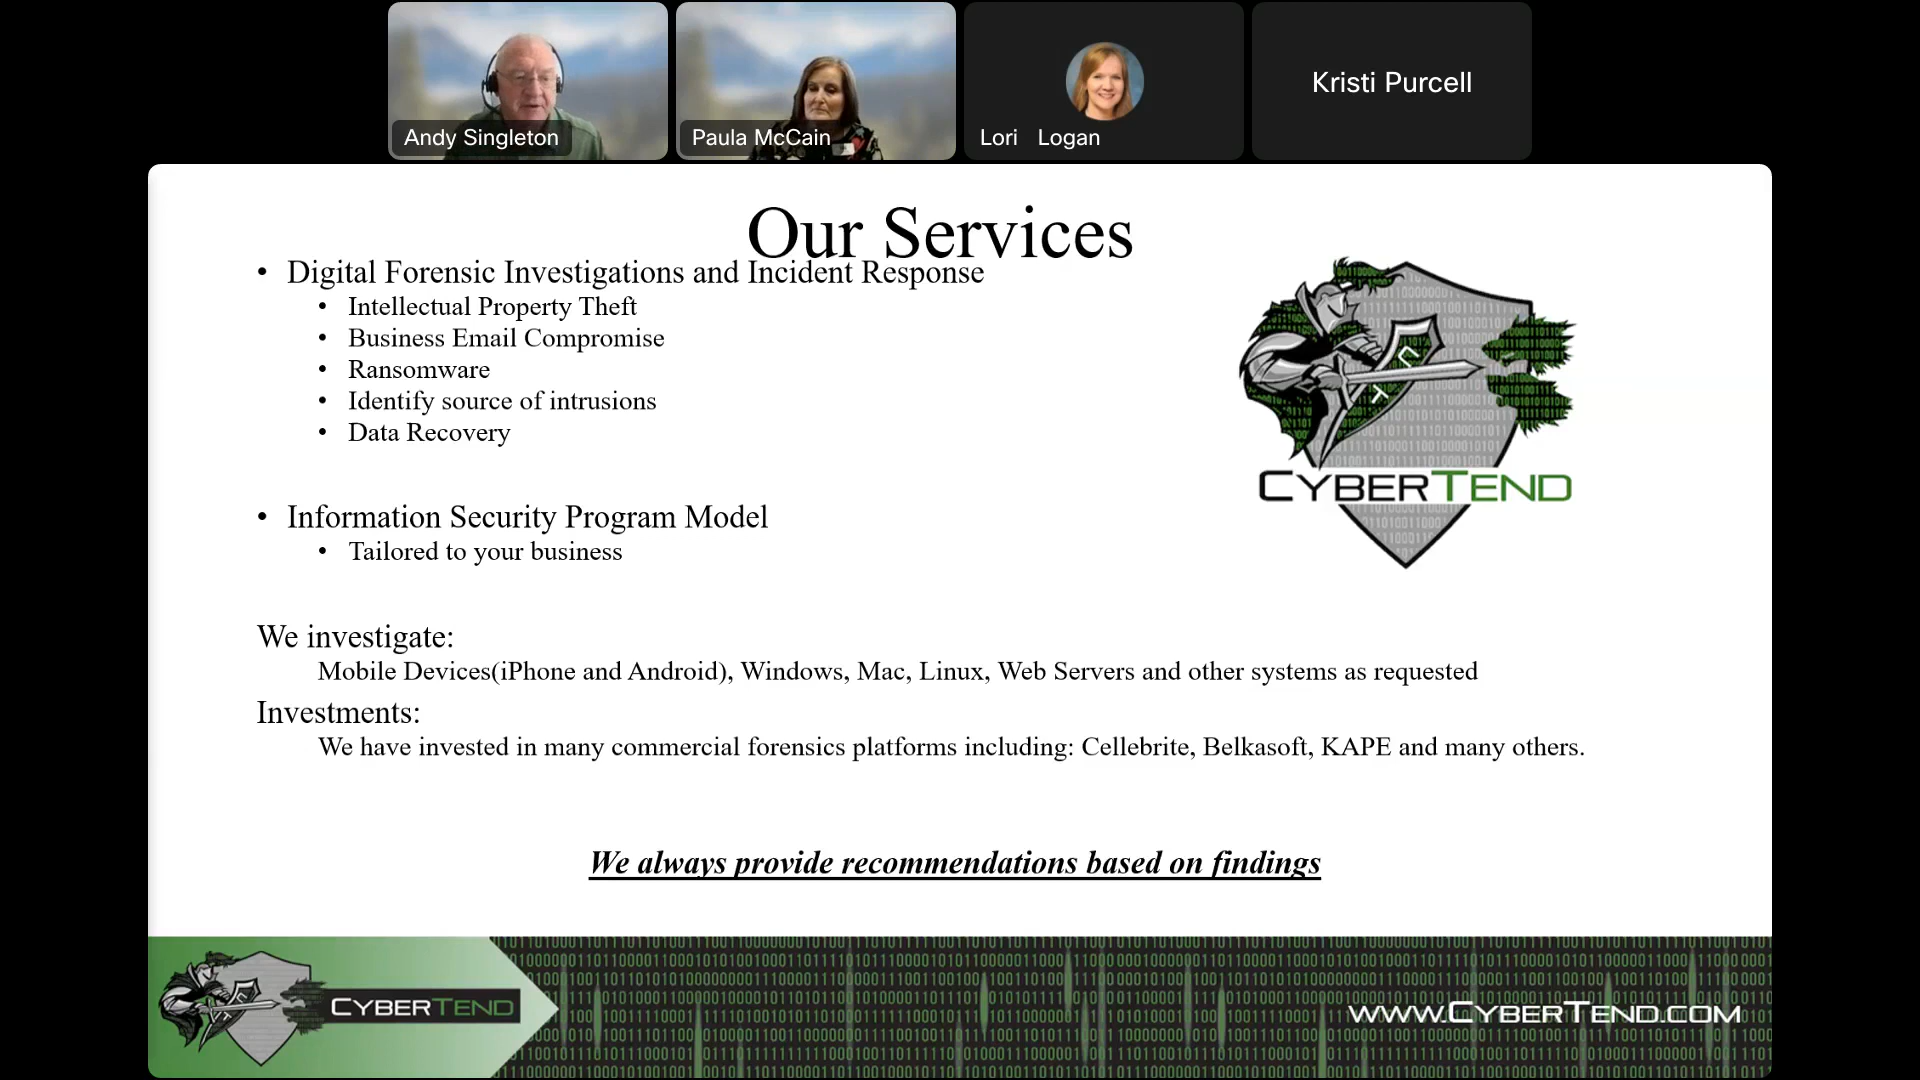 Andy Singleton
Paula McCain
Lori Logan
Kristi Purcell
Our Services
• Digital Forensic Investigations and Incident Response
• Intellectual Property Theft
• Business Email Compromise
• Ransomware
• Identify source of intrusions
• Data Recovery
CYBERTEND
• Information Security Program Model
• Tailored to your business
We investigate:
Mobile Devices(iPhone and Android), Windows, Mac, Linux, Web Servers and other systems as requested
Investments:
We have invested in many commercial forensics platforms including: Cellebrite, Belkasoft, KAPE and many others.
We always provide recommendations based on findings
CYBERTEND
WWW.CYBERTEND.COM